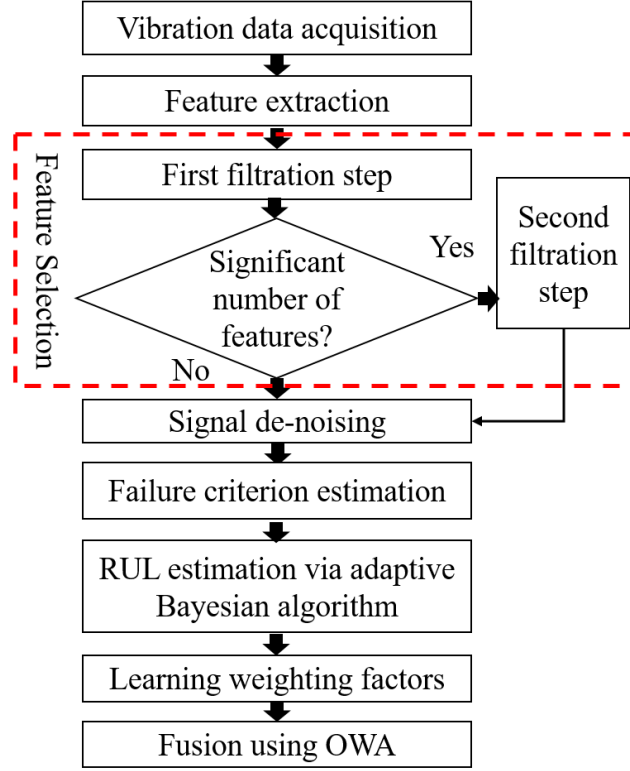 Vibration data acquisition
Feature extraction
Feature Selection
First filtration step
Significant
number of
features?
Yes
Second
filtration
step
No
Signal de-noising
Failure criterion estimation
RUL estimation via adaptive
Bayesian algorithm
Learning weighting factors
Fusion using OWA